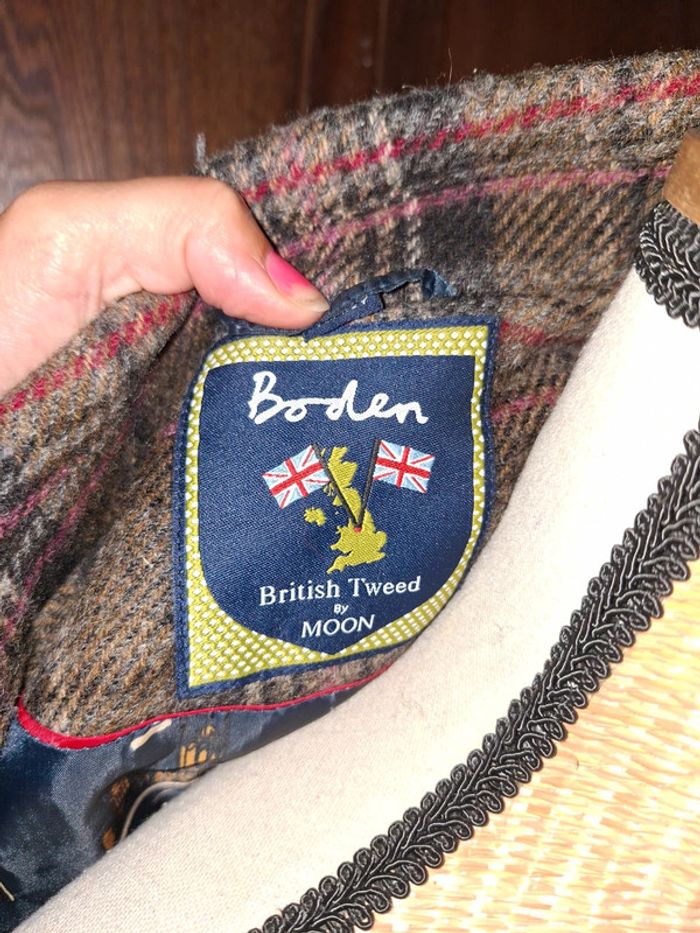 Boden
British Tweed
By
MOON